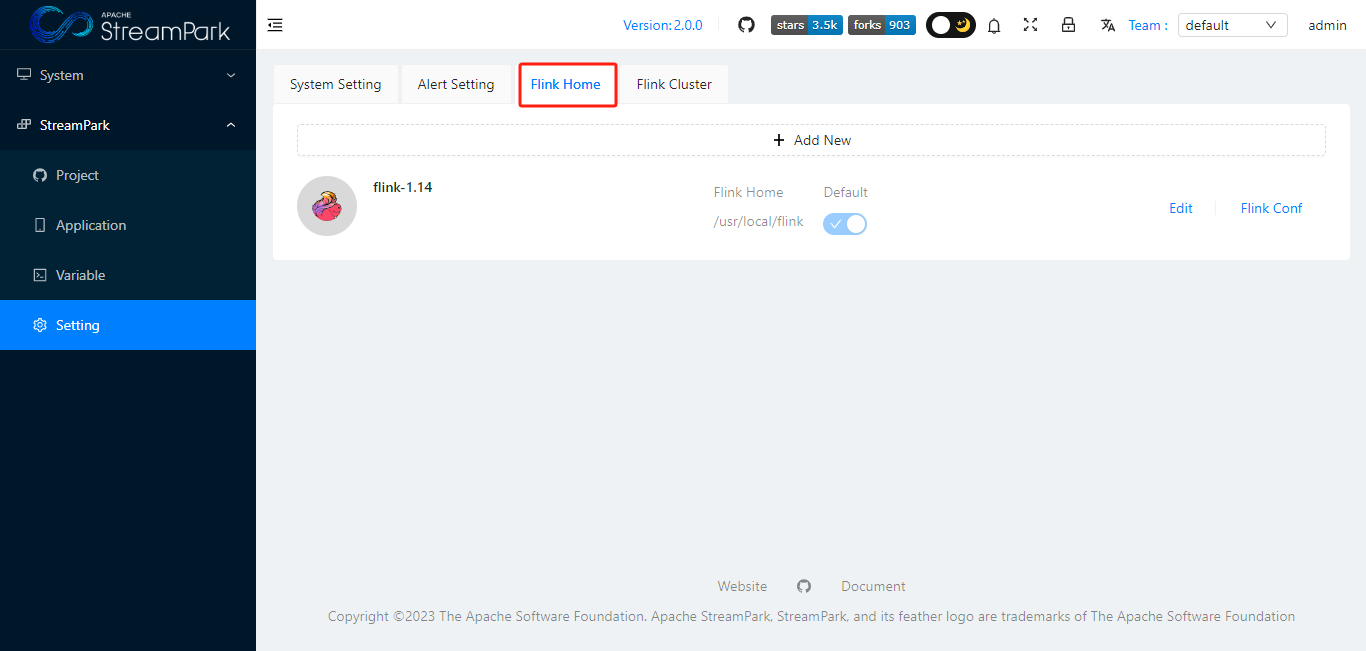 APACHE
StreamPark
System
StreamPark
Project
Application
Variable
Setting
Version: 2.0.0
stars 3.5k forks 903
Team : default
admin
System Setting
Alert Setting
Flink Home
Flink Cluster
+ Add New
flink-1.14
Flink Home
/usr/local/flink
Default
Edit
Flink Conf
Website
Document
Copyright ©2023 The Apache Software Foundation. Apache StreamPark, StreamPark, and its feather logo are trademarks of The Apache Software Foundation